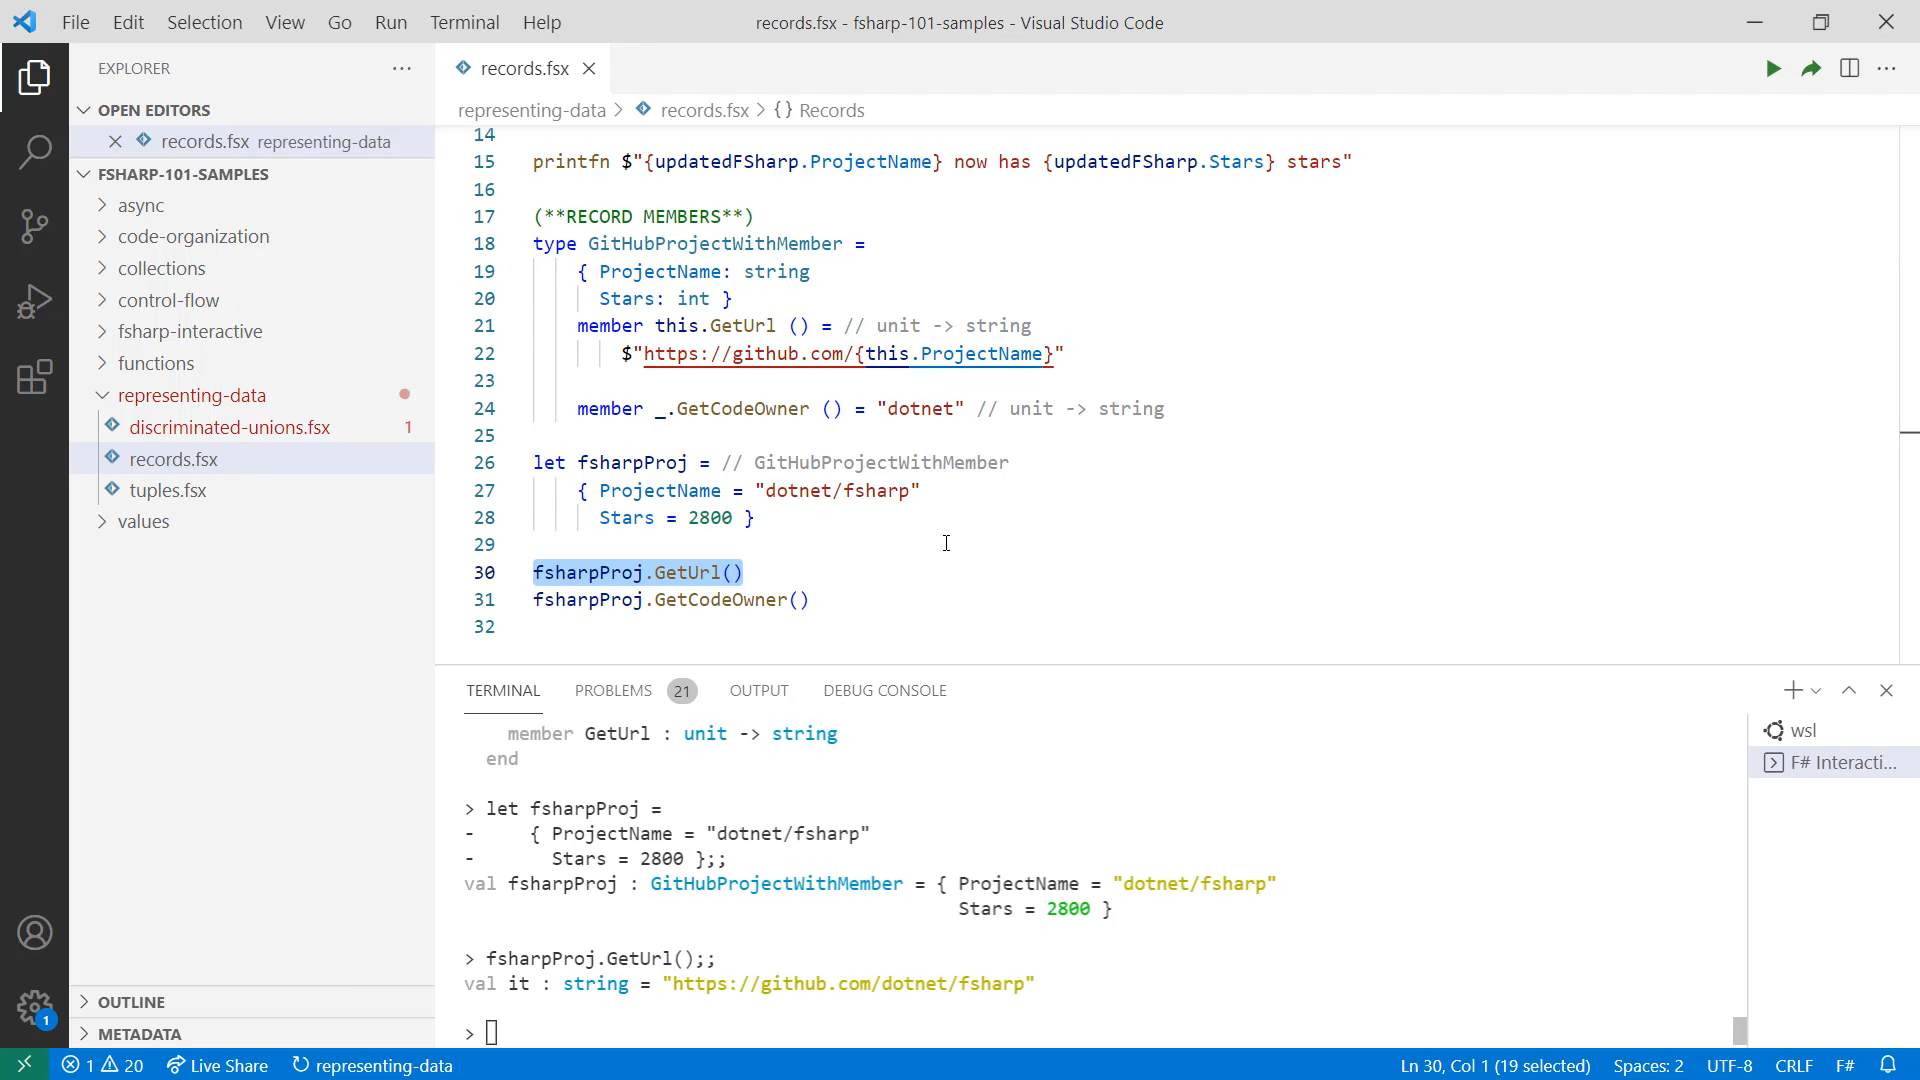 File Edit Selection View Go Run Terminal Help
records.fsx - fsharp-101-samples - Visual Studio Code
EXPLORER
OPEN EDITORS
records.fsx representing-data
FSHARP-101-SAMPLES
async
code-organization
collections
control-flow
fsharp-interactive
functions
representing-data
discriminated-unions.fsx 1
records.fsx
tuples.fsx
values
OUTLINE
METADATA
records.fsx
representing-data > records.fsx > {} Records
14
15 printfn $"{updatedFSharp.ProjectName} now has {updatedFSharp.Stars} stars"
16
17 (**RECORD MEMBERS**)
18 type GitHubProjectWithMember =
19 { ProjectName: string
20 Stars: int }
21 member this.GetUrl () = // unit -> string
22 $"https://github.com/{this.ProjectName}"
23
24 member _.GetCodeOwner () = "dotnet" // unit -> string
25
26 let fsharpProj = // GitHubProjectWithMember
27 { ProjectName = "dotnet/fsharp"
28 Stars = 2800 }
29
30 fsharpProj.GetUrl()
31 fsharpProj.GetCodeOwner()
32
TERMINAL PROBLEMS 21 OUTPUT DEBUG CONSOLE
member GetUrl : unit -> string
end
> let fsharpProj =
- { ProjectName = "dotnet/fsharp"
- Stars = 2800 };;
val fsharpProj : GitHubProjectWithMember = { ProjectName = "dotnet/fsharp"
Stars = 2800 }
> fsharpProj.GetUrl();;
val it : string = "https://github.com/dotnet/fsharp"
>
wsl
F# Interacti...
1
1 20 Live Share representing-data
Ln 30, Col 1 (19 selected) Spaces: 2 UTF-8 CRLF F#